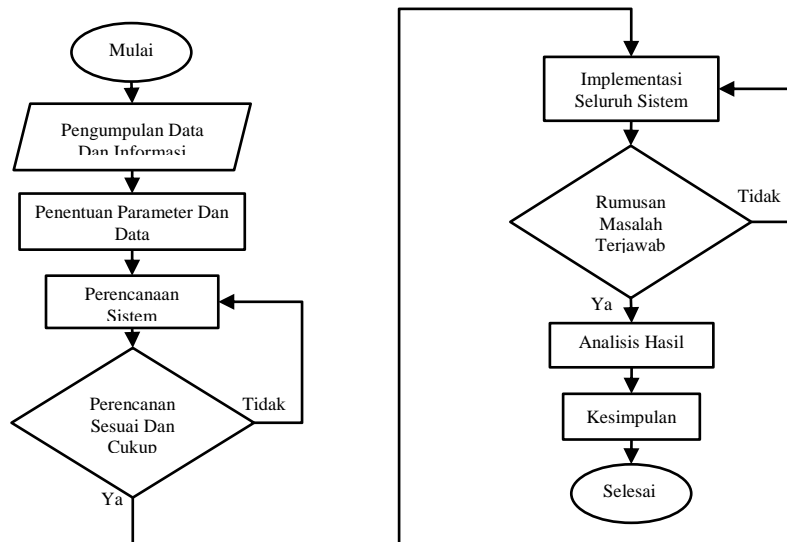 Mulai
Pengumpulan Data
Dan Informasi
Penentuan Parameter Dan
Data
Perencanaan
Sistem
Perencanan
Sesuai Dan
Cukup
Tidak
Ya
Implementasi
Seluruh Sistem
Rumusan
Masalah
Terjawab
Tidak
Ya
Analisis Hasil
Kesimpulan
Selesai